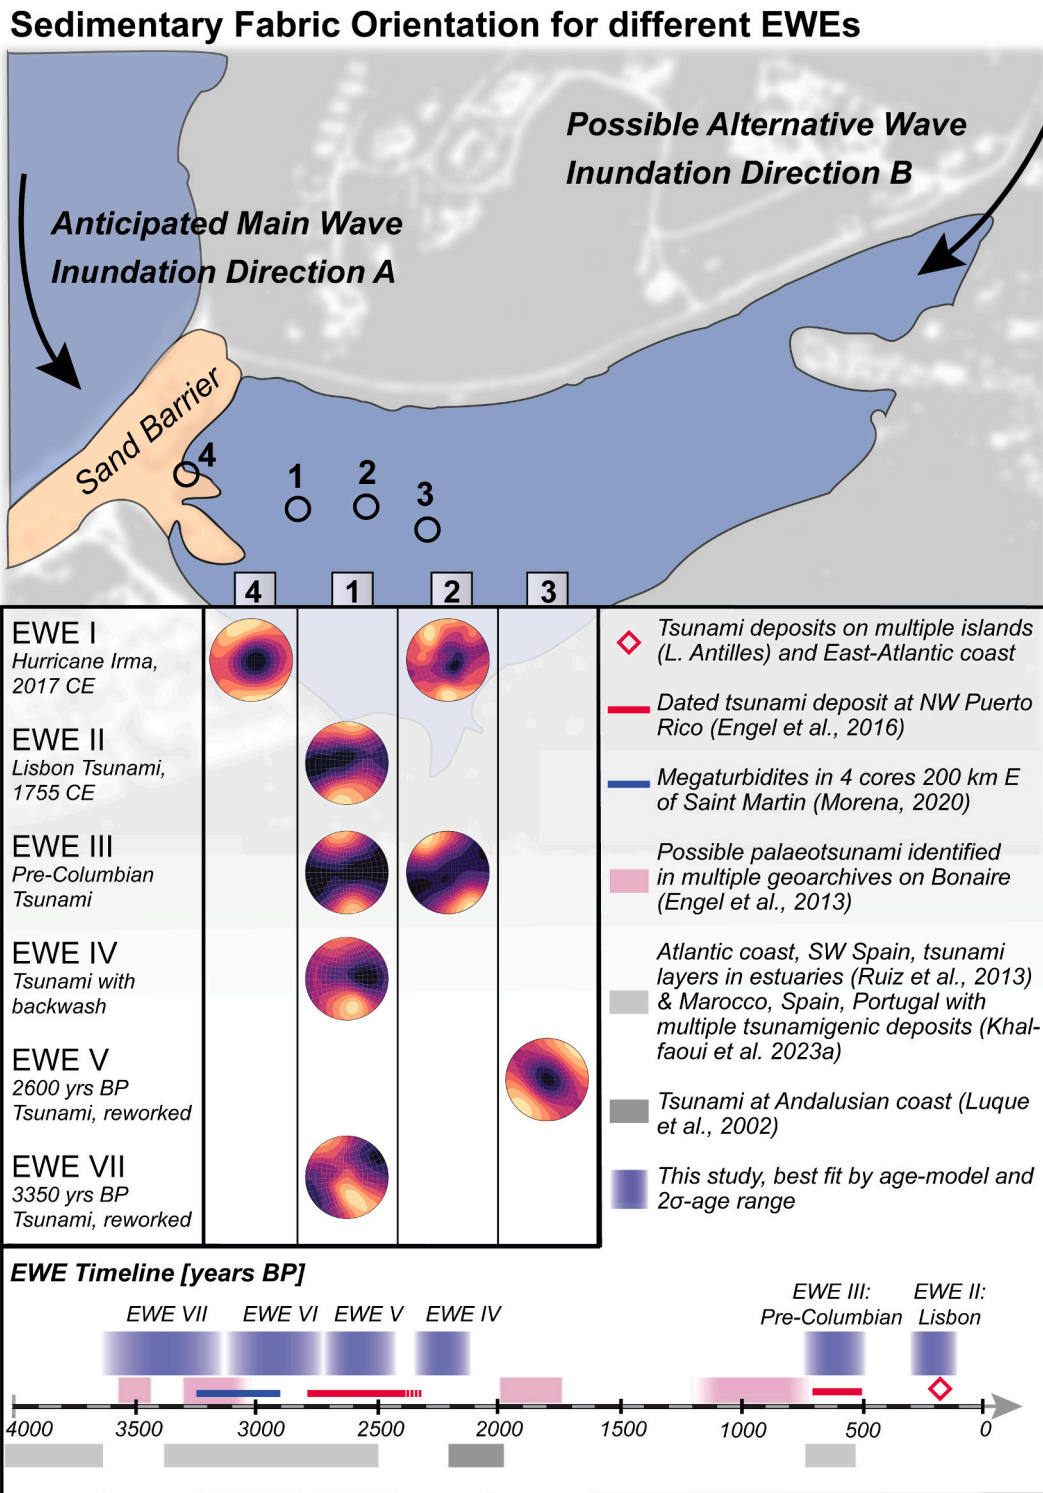 Sedimentary Fabric Orientation for different EWEs
Possible Alternative Wave
Inundation Direction B
Anticipated Main Wave
Inundation Direction A
Sand Barrier
4
1
2
3
4
1
2
3
EWE I
Hurricane Irma,
2017 CE
EWE II
Lisbon Tsunami,
1755 CE
EWE III
Pre-Columbian
Tsunami
EWE IV
Tsunami with
backwash
EWE V
2600 yrs BP
Tsunami, reworked
EWE VII
3350 yrs BP
Tsunami, reworked
Tsunami deposits on multiple islands
(L. Antilles) and East-Atlantic coast
Dated tsunami deposit at NW Puerto
Rico (Engel et al., 2016)
Megaturbidites in 4 cores 200 km E
of Saint Martin (Morena, 2020)
Possible palaeotsunami identified
in multiple geoarchives on Bonaire
(Engel et al., 2013)
Atlantic coast, SW Spain, tsunami
layers in estuaries (Ruiz et al., 2013)
& Marocco, Spain, Portugal with
multiple tsunamigenic deposits (Khal-
faoui et al. 2023a)
Tsunami at Andalusian coast (Luque
et al., 2002)
This study, best fit by age-model and
2σ-age range
EWE Timeline [years BP]
EWE VII
EWE VI
EWE V
EWE IV
EWE III:
Pre-Columbian
EWE II:
Lisbon
4000
3500
3000
2500
2000
1500
1000
500
0